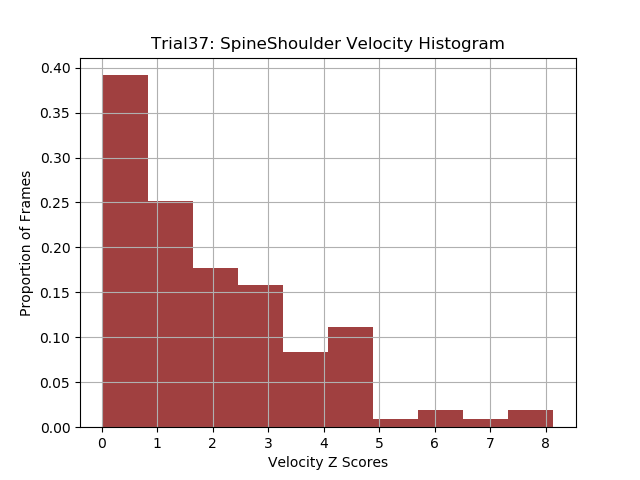 Trial37: SpineShoulder Velocity Histogram
0.40
0.35
0.30
0.25
0.20
0.15
0.10
0.05
0.00
Proportion of Frames
0 1 2 3 4 5 6 7 8
Velocity Z Scores